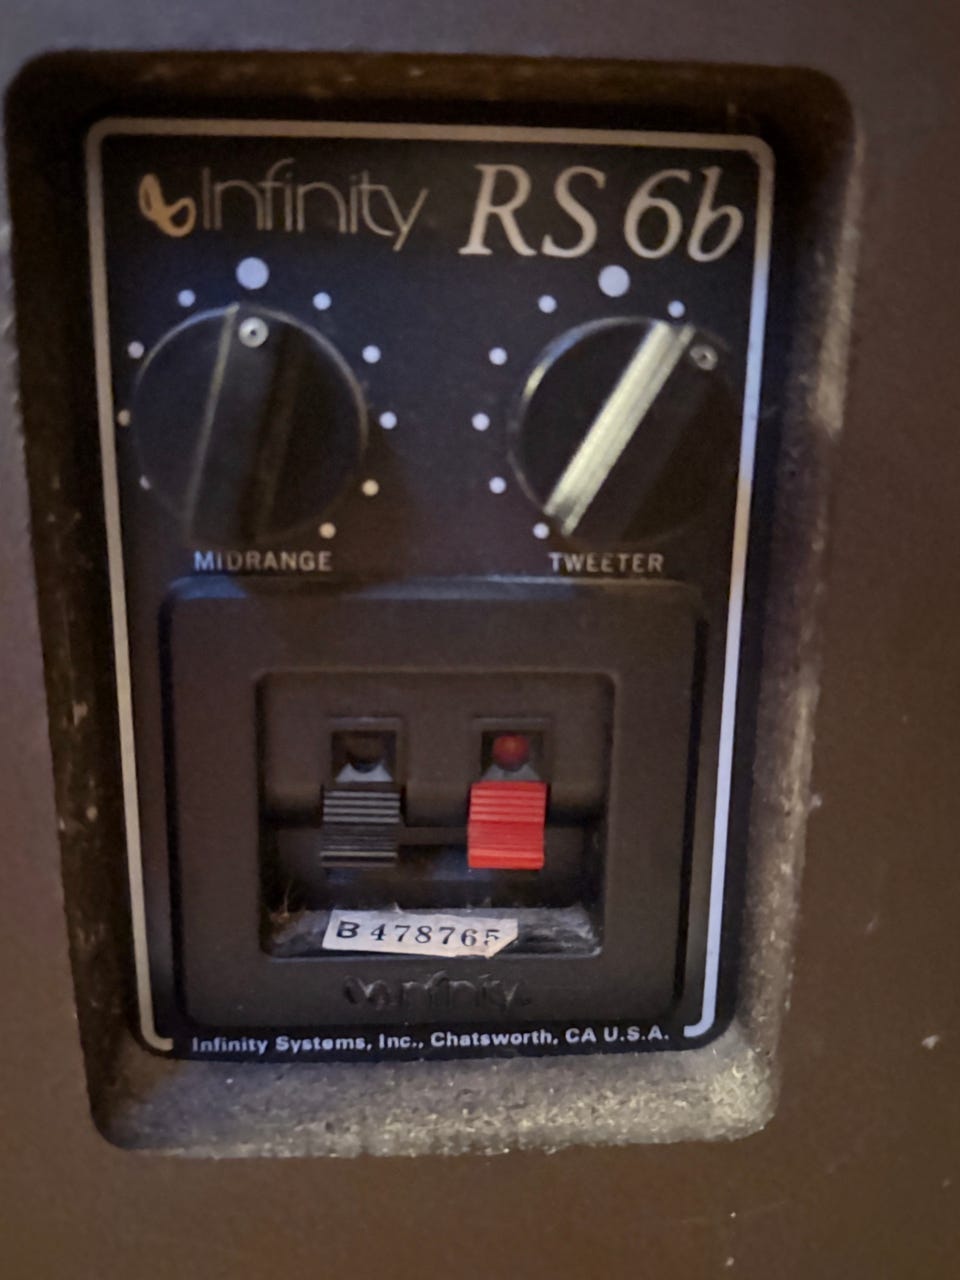 Infinity RS 6b
MIDRANGE TWEETER
B 478765
Infinity
Infinity Systems, Inc., Chatsworth, CA U.S.A.